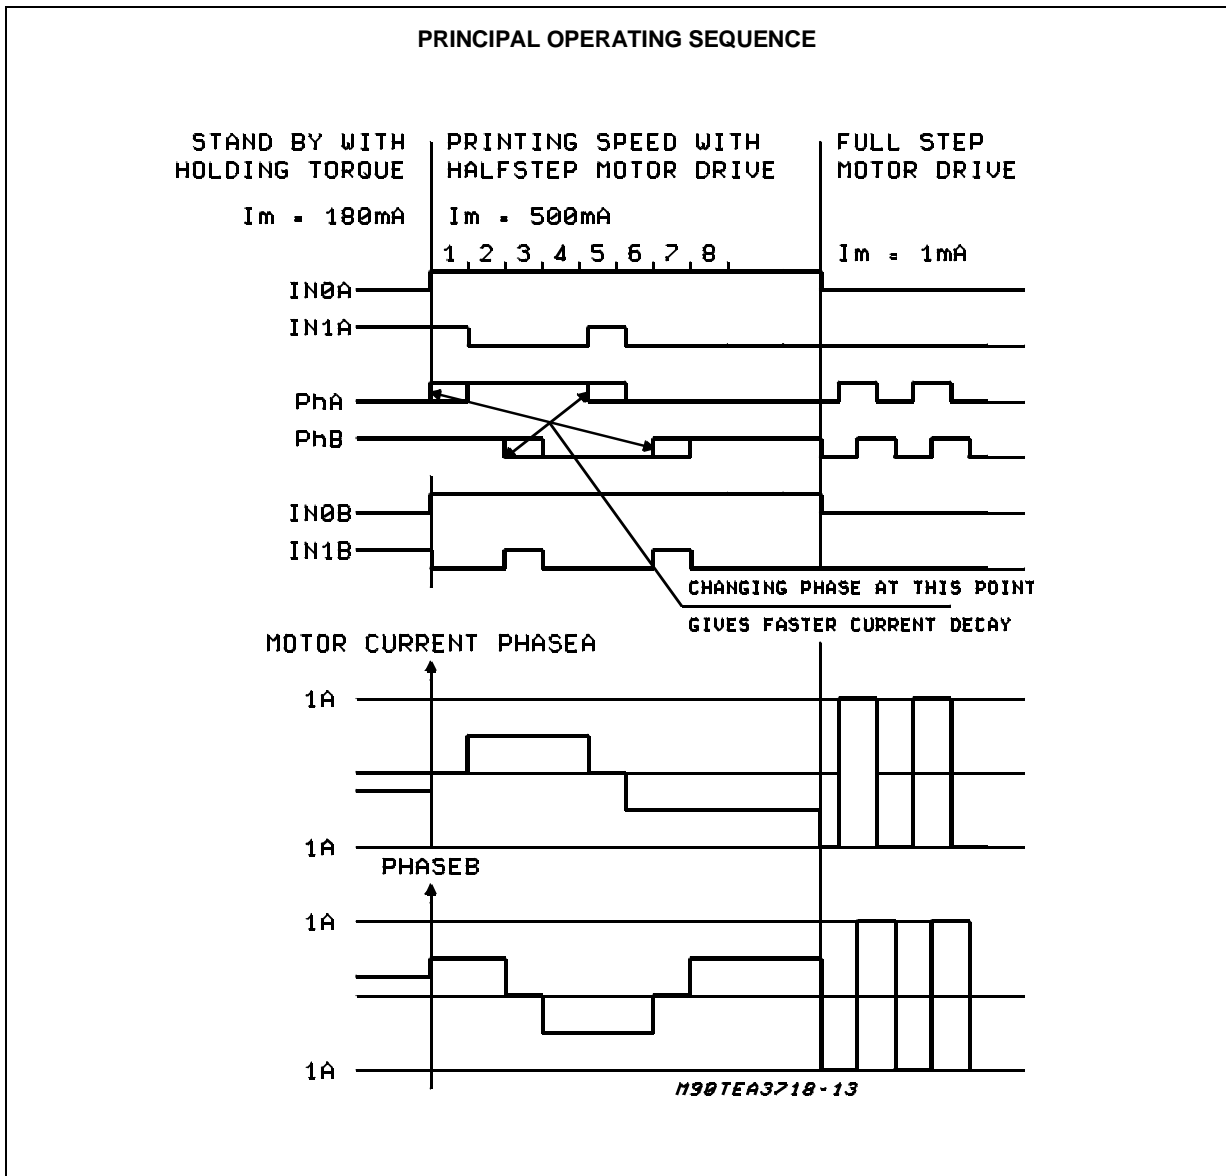 PRINCIPAL OPERATING SEQUENCE
STAND BY WITH
HOLDING TORQUE
Im = 180mA
PRINTING SPEED WITH
HALFSTEP MOTOR DRIVE
Im = 500mA
1 2 3 4 5 6 7 8
FULL STEP
MOTOR DRIVE
Im = 1mA
IN0A
IN1A
PhA
PhB
IN0B
IN1B
CHANGING PHASE AT THIS POINT
GIVES FASTER CURRENT DECAY
MOTOR CURRENT PHASEA
1A
1A
PHASEB
1A
1A
M90TEA3718-13